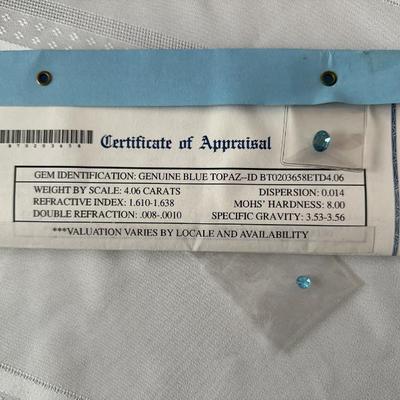 870203658
Certificate of Appraisal
GEM IDENTIFICATION: GENUINE BLUE TOPAZ--ID BT0203658ETD4.06
WEIGHT BY SCALE: 4.06 CARATS
DISPERSION: 0.014
REFRACTIVE INDEX: 1.610-1.638
MOHS' HARDNESS: 8.00
DOUBLE REFRACTION: .008-.0010
SPECIFIC GRAVITY: 3.53-3.56
***VALUATION VARIES BY LOCALE AND AVAILABILITY